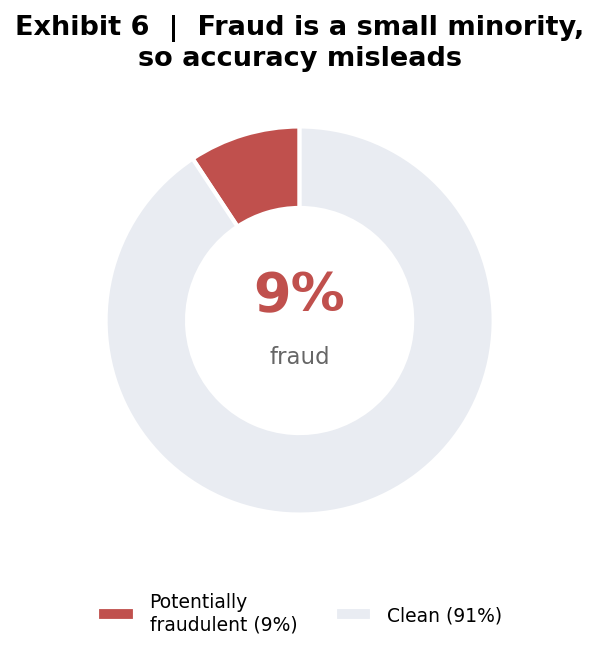 Exhibit 6  |  Fraud is a small minority,
so accuracy misleads
9%
fraud
Potentially
fraudulent (9%)
Clean (91%)